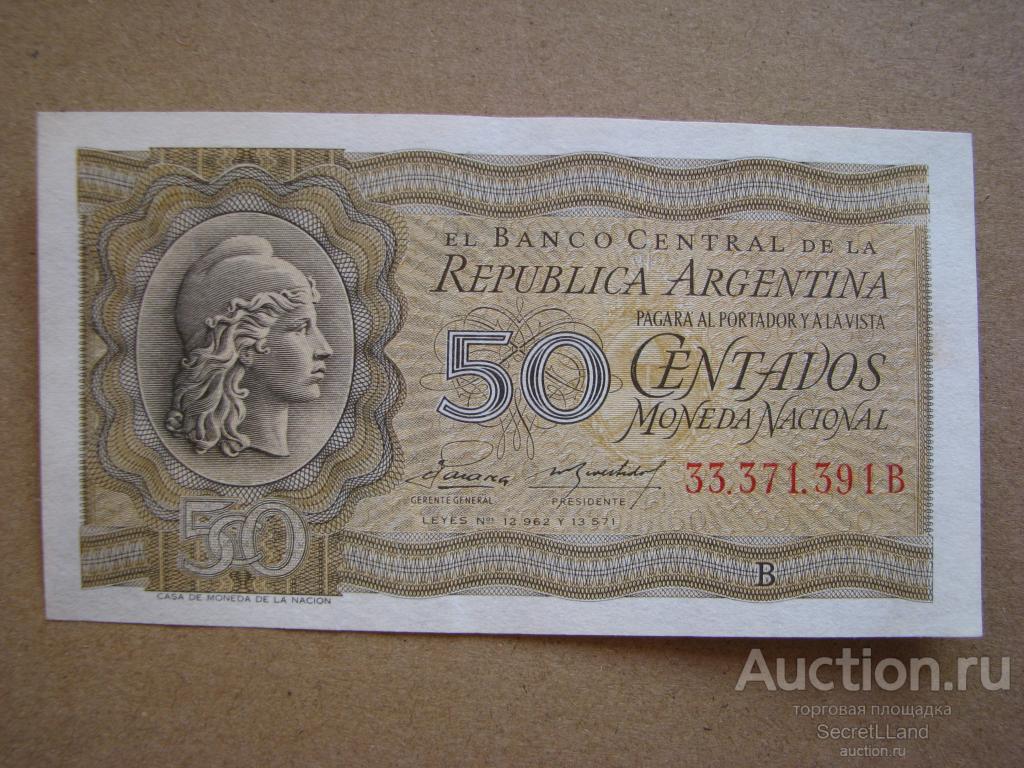 EL BANCO CENTRAL DE LA
REPUBLICA ARGENTINA
PAGARA AL PORTADOR Y A LA VISTA
50 CENTAVOS
MONEDA NACIONAL
33.371.391 B
GERENTE GENERAL
PRESIDENTE
LEYES Nos 12.962 Y 13.571
50
B
CASA DE MONEDA DE LA NACION
Auction.ru
торговая площадка
SecretLLand
auction.ru